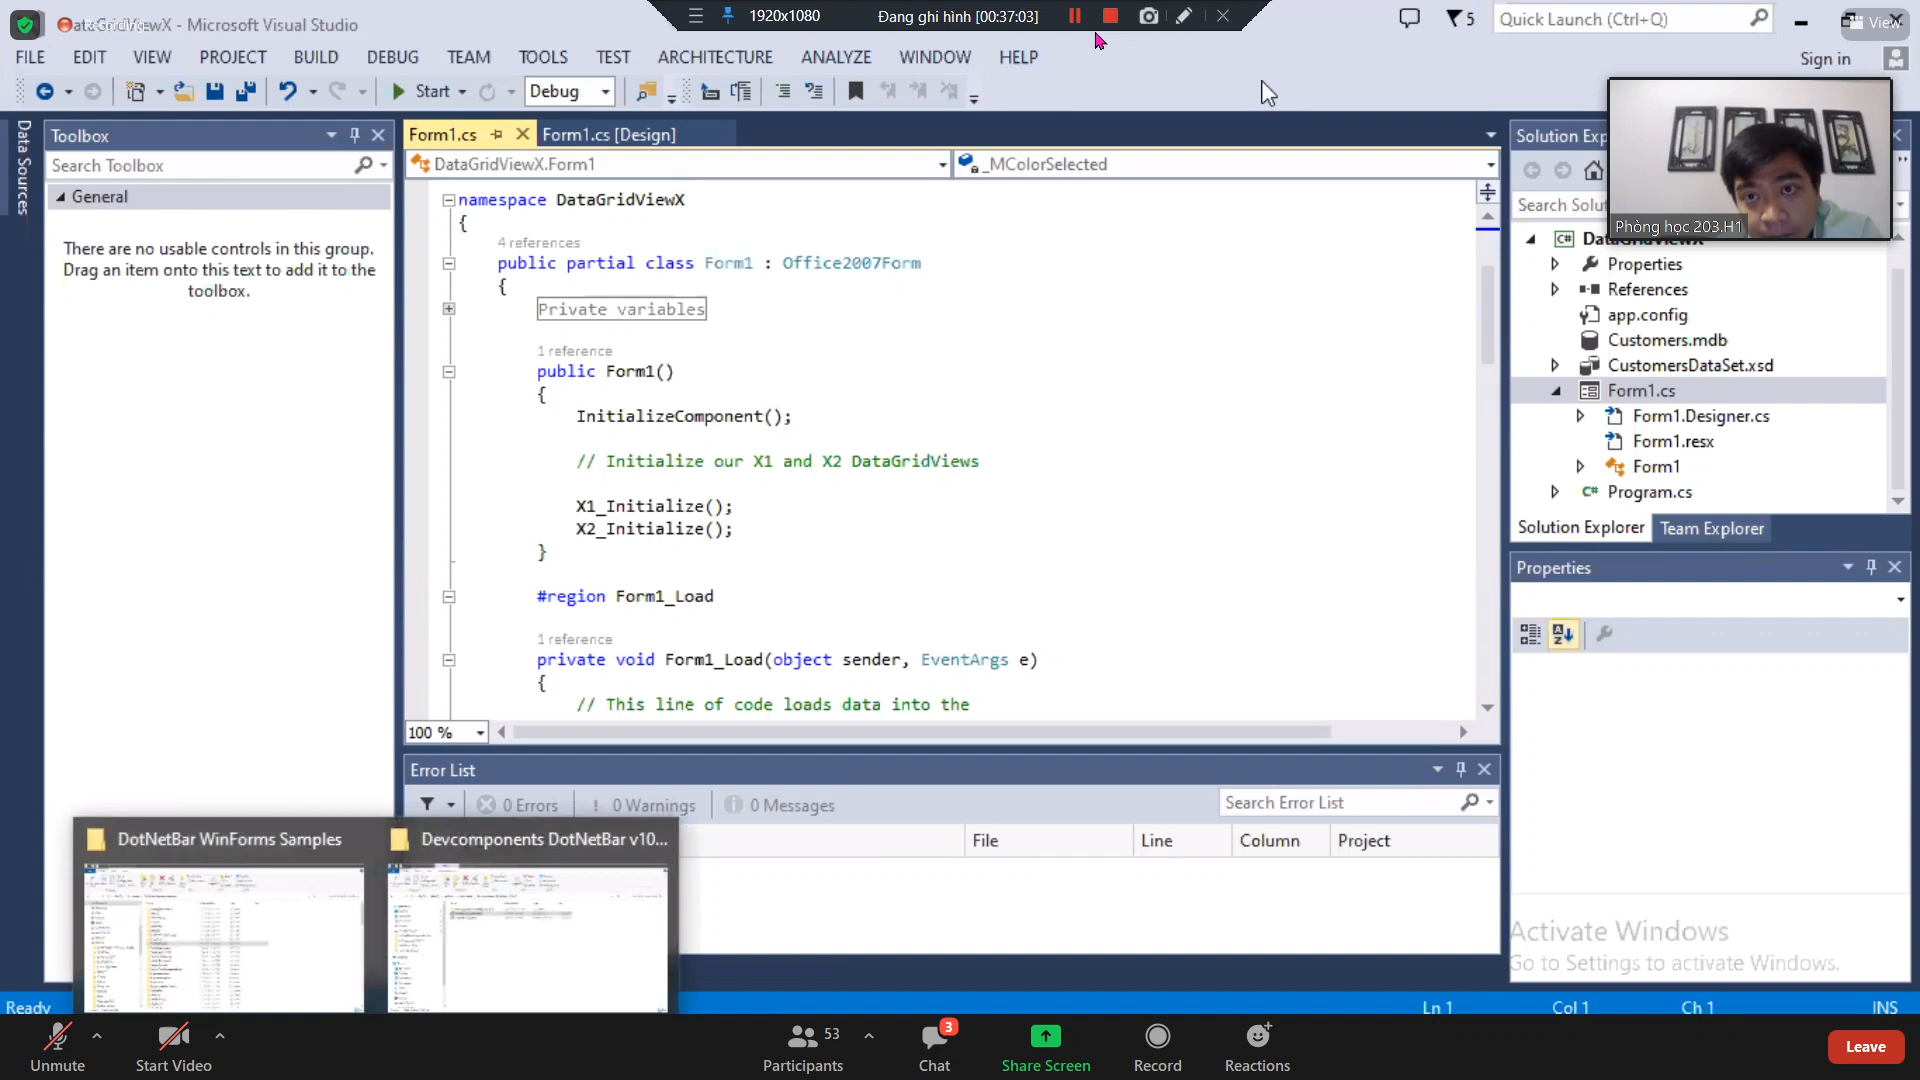 DataGridViewX - Microsoft Visual Studio
1920x1080
Đang ghi hình [00:37:03]
5
Quick Launch (Ctrl+Q)
View
FILE EDIT VIEW PROJECT BUILD DEBUG TEAM TOOLS TEST ARCHITECTURE ANALYZE WINDOW HELP
Sign in
Start
Debug
Data Sources
Toolbox
Search Toolbox
General
There are no usable controls in this group.
Drag an item onto this text to add it to the
toolbox.
Form1.cs
Form1.cs [Design]
DataGridViewX.Form1
_MColorSelected
namespace DataGridViewX
{
4 references
public partial class Form1 : Office2007Form
{
Private variables
1 reference
public Form1()
{
InitializeComponent();
// Initialize our X1 and X2 DataGridViews
X1_Initialize();
X2_Initialize();
}
#region Form1_Load
1 reference
private void Form1_Load(object sender, EventArgs e)
{
// This line of code loads data into the
100 %
Error List
0 Errors
! 0 Warnings
0 Messages
Search Error List
File
Line
Column
Project
Solution Exp
Search Solu
Phòng học 203.H1
DataGridViewX
Properties
References
app.config
Customers.mdb
CustomersDataSet.xsd
Form1.cs
Form1.Designer.cs
Form1.resx
Form1
C# Program.cs
Solution Explorer
Team Explorer
Properties
Activate Windows
Go to Settings to activate Windows.
DotNetBar WinForms Samples
Devcomponents DotNetBar v10...
Ready
Ln 1
Col 1
Ch 1
INS
Unmute
Start Video
53
Participants
3
Chat
Share Screen
Record
Reactions
Leave